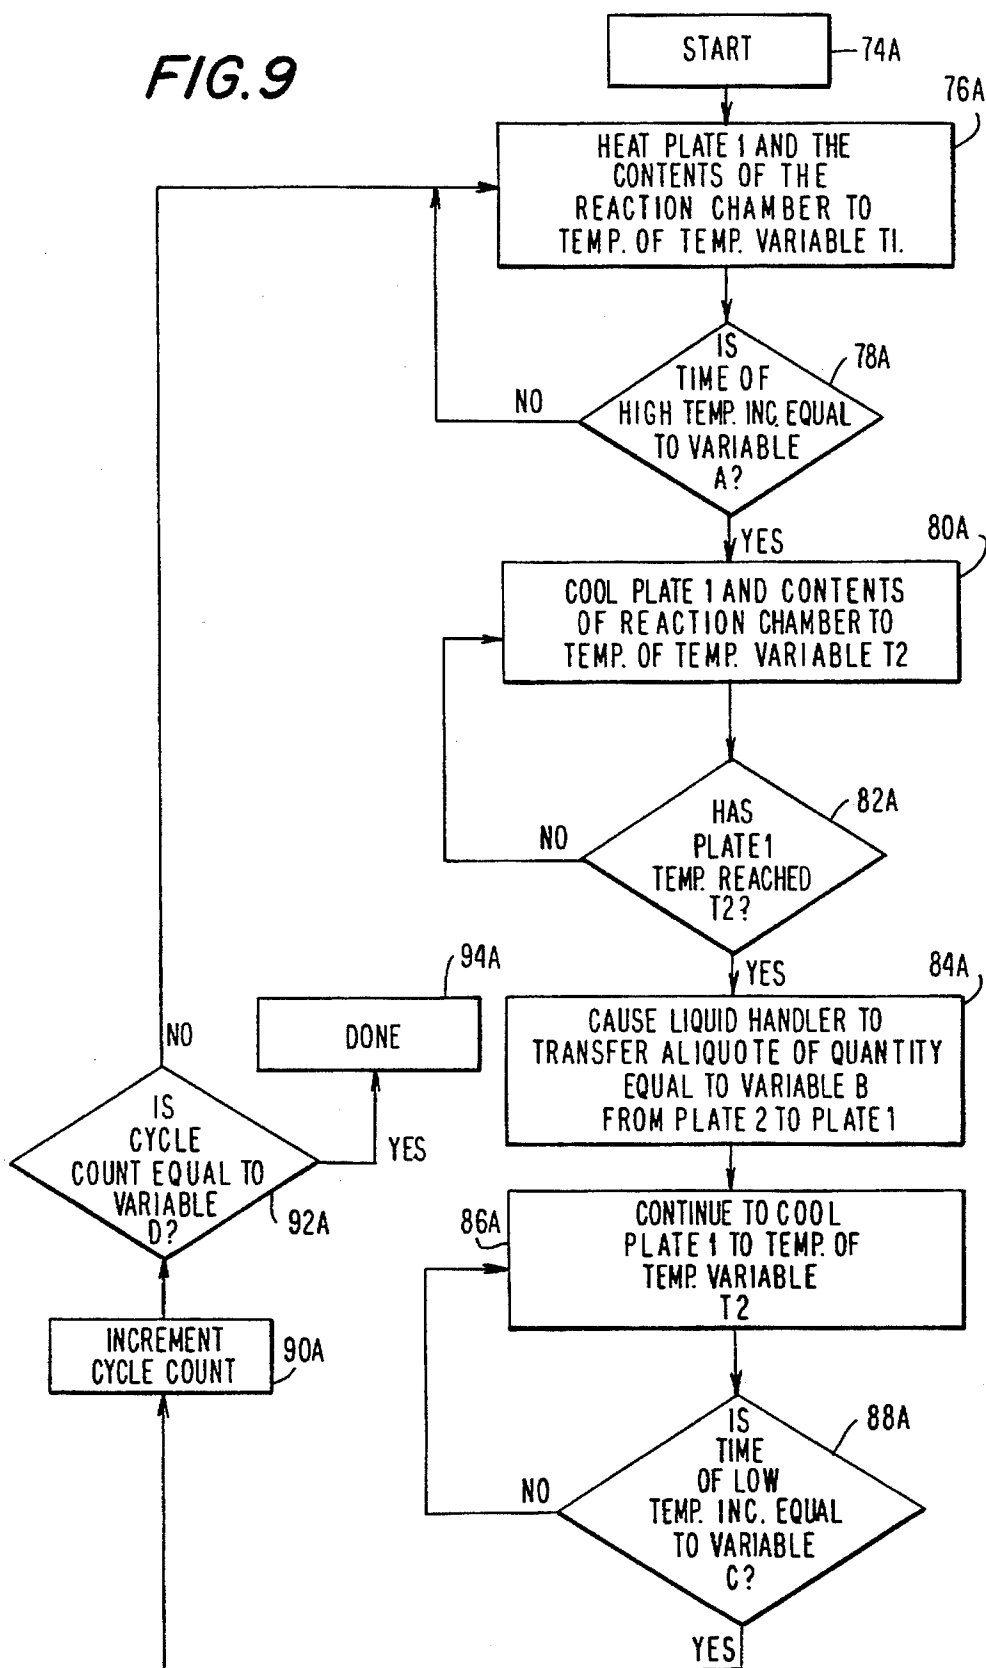 FIG.9
START
74A
76A
HEAT PLATE 1 AND THE
CONTENTS OF THE
REACTION CHAMBER TO
TEMP. OF TEMP. VARIABLE T1.
IS
TIME OF
HIGH TEMP. INC. EQUAL
TO VARIABLE
A?
78A
NO
YES
80A
COOL PLATE 1 AND CONTENTS
OF REACTION CHAMBER TO
TEMP. OF TEMP. VARIABLE T2
HAS
PLATE 1
TEMP. REACHED
T2?
82A
NO
YES
84A
CAUSE LIQUID HANDLER TO
TRANSFER ALIQUOTE OF QUANTITY
EQUAL TO VARIABLE B
FROM PLATE 2 TO PLATE 1
86A
CONTINUE TO COOL
PLATE 1 TO TEMP. OF
TEMP. VARIABLE
T2
IS
TIME
OF LOW
TEMP. INC. EQUAL
TO VARIABLE
C?
88A
NO
YES
INCREMENT
CYCLE COUNT
90A
IS
CYCLE
COUNT EQUAL TO
VARIABLE
D?
92A
NO
YES
94A
DONE